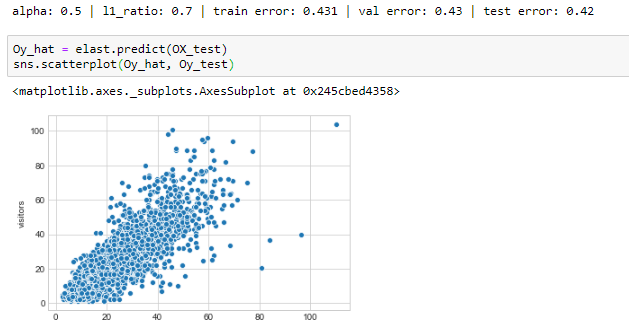 alpha: 0.5 | l1_ratio: 0.7 | train error: 0.431 | val error: 0.43 | test error: 0.42
Oy_hat = elast.predict(OX_test)
sns.scatterplot(Oy_hat, Oy_test)
<matplotlib.axes._subplots.AxesSubplot at 0x245cbed4358>
100
80
60
40
20
0
visitors
0 20 40 60 80 100